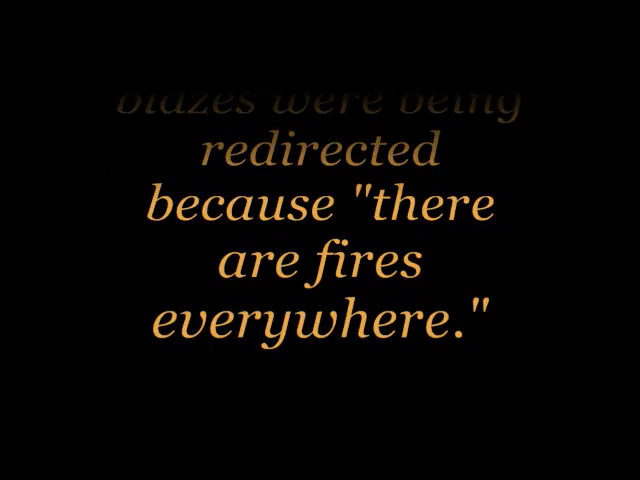 blazes were being
redirected
because "there
are fires
everywhere."